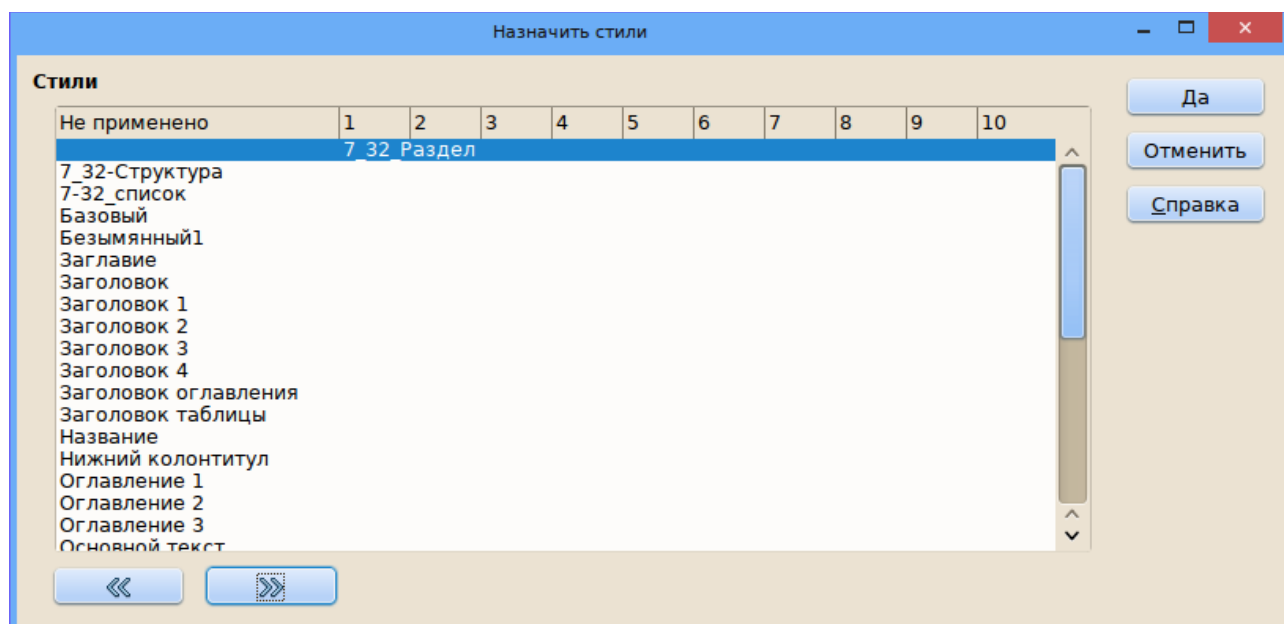 Назначить стили
Стили
Не применено 1 2 3 4 5 6 7 8 9 10
7_32_Раздел
7_32-Структура
7-32_список
Базовый
Безымянный1
Заглавие
Заголовок
Заголовок 1
Заголовок 2
Заголовок 3
Заголовок 4
Заголовок оглавления
Заголовок таблицы
Название
Нижний колонтитул
Оглавление 1
Оглавление 2
Оглавление 3
Основной текст
Да
Отменить
Справка